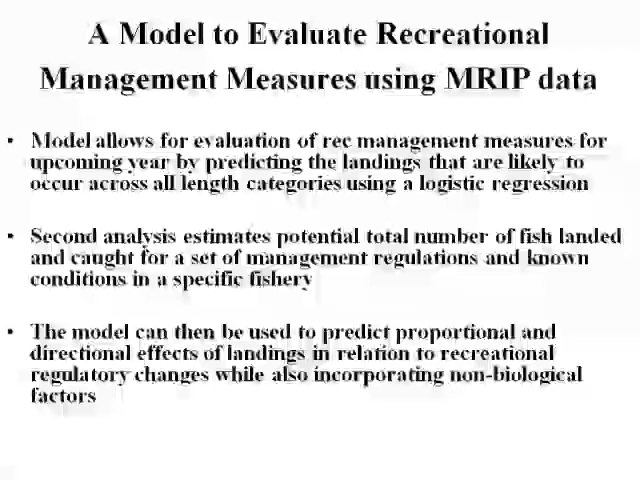 A Model to Evaluate Recreational
Management Measures using MRIP data
• Model allows for evaluation of rec management measures for
upcoming year by predicting the landings that are likely to
occur across all length categories using a logistic regression
• Second analysis estimates potential total number of fish landed
and caught for a set of management regulations and known
conditions in a specific fishery
• The model can then be used to predict proportional and
directional effects of landings in relation to recreational
regulatory changes while also incorporating non-biological
factors